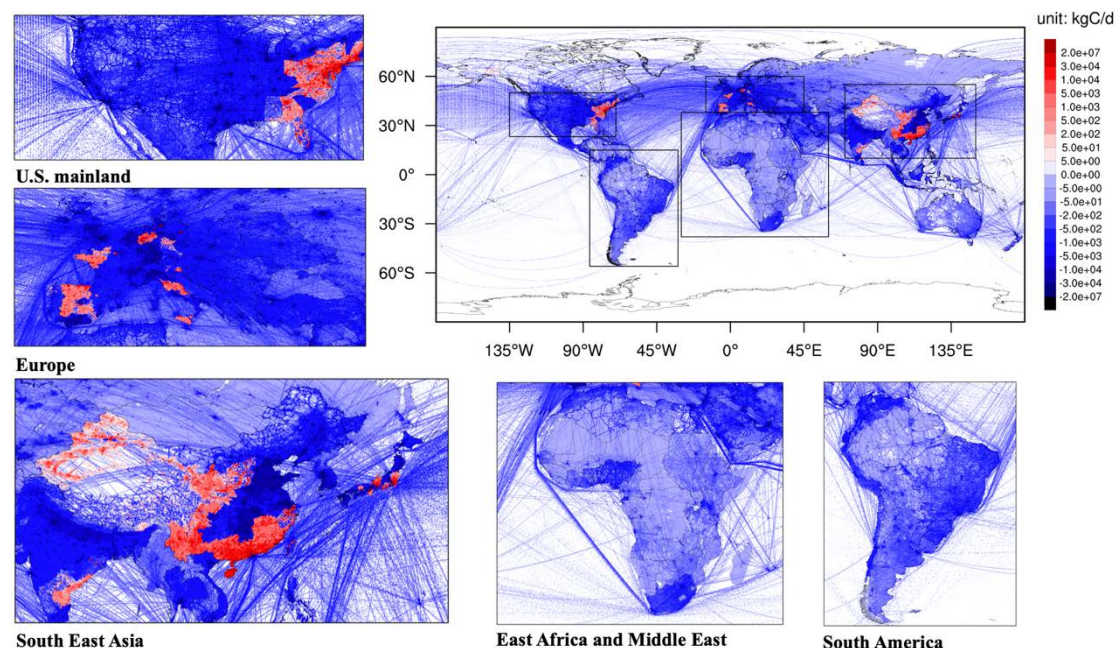 unit: kgC/d
2.0e+07
3.0e+04
1.0e+04
5.0e+03
1.0e+03
5.0e+02
2.0e+02
5.0e+01
5.0e+00
0.0e+00
-5.0e+00
-5.0e+01
-2.0e+02
-5.0e+02
-1.0e+03
-5.0e+03
-1.0e+04
-3.0e+04
-2.0e+07
60°N
30°N
0°
30°S
60°S
135°W
90°W
45°W
0°
45°E
90°E
135°E
U.S. mainland
Europe
South East Asia
East Africa and Middle East
South America